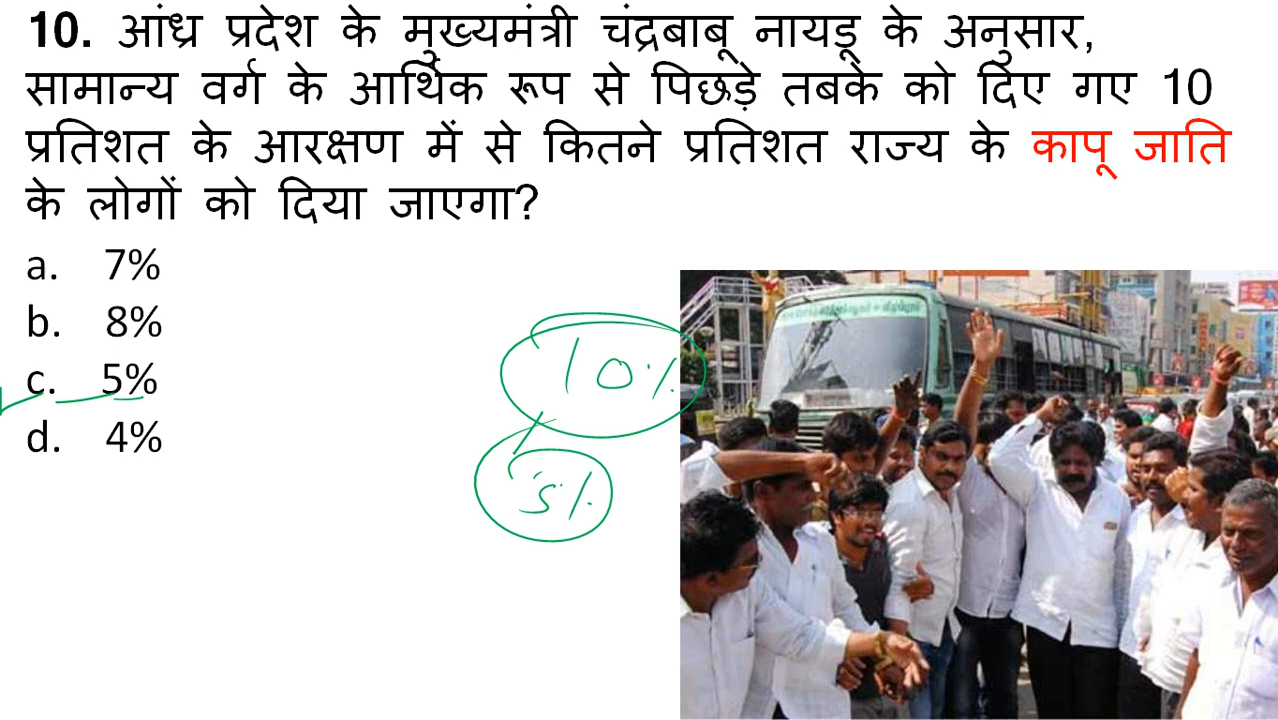 10. आंध्र प्रदेश के मुख्यमंत्री चंद्रबाबू नायडू के अनुसार,
सामान्य वर्ग के आर्थिक रूप से पिछड़े तबके को दिए गए 10
प्रतिशत के आरक्षण में से कितने प्रतिशत राज्य के कापू जाति
के लोगों को दिया जाएगा?
a. 7%
b. 8%
c. 5%
d. 4%
10%
5%